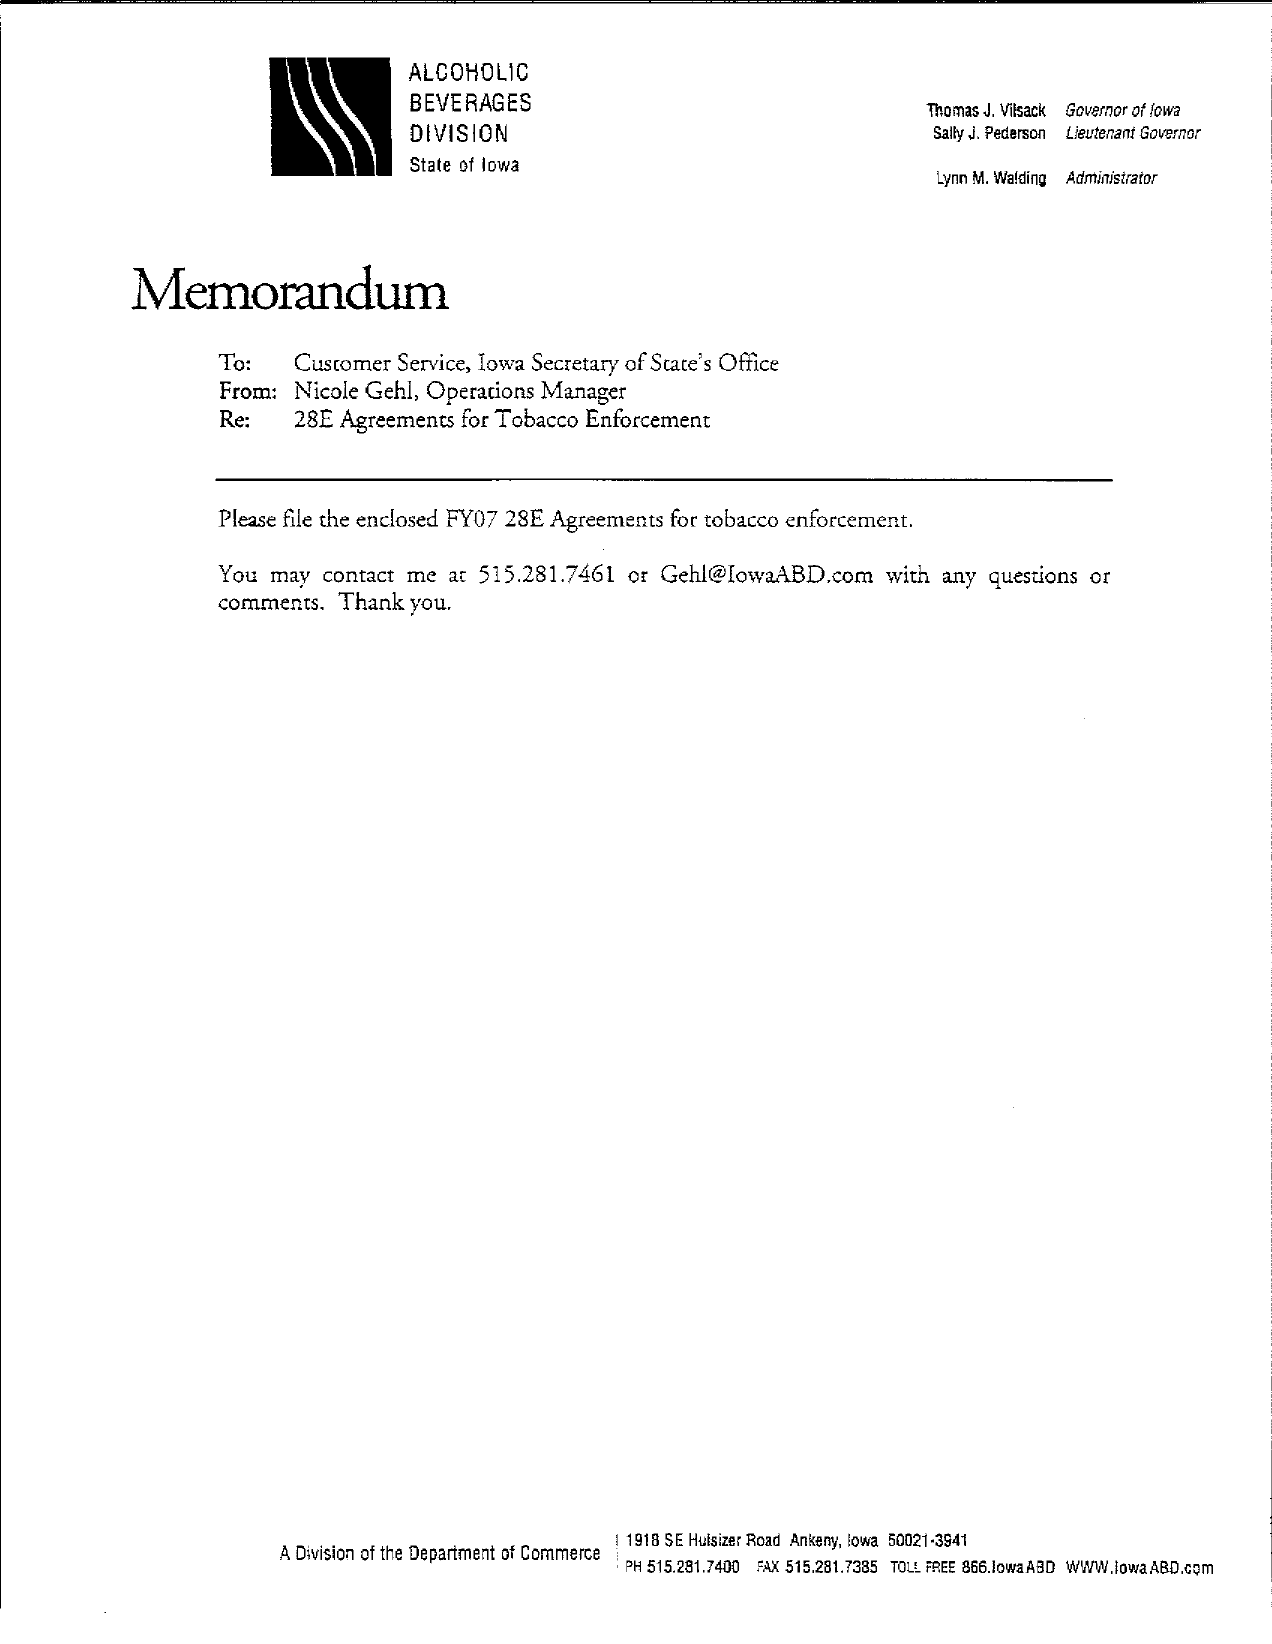 ALCOHOLIC
BEVERAGES
DIVISION
State of Iowa
Thomas J. Vilsack Governor of Iowa
Sally J. Pederson Lieutenant Governor
Lynn M. Walding Administrator
Memorandum
To: Customer Service, Iowa Secretary of State's Office
From: Nicole Gehl, Operations Manager
Re: 28E Agreements for Tobacco Enforcement
Please file the enclosed FY07 28E Agreements for tobacco enforcement.
You may contact me at 515.281.7461 or Gehl@IowaABD.com with any questions or
comments. Thank you.
A Division of the Department of Commerce
1918 SE Hulsizer Road Ankeny, Iowa 50021-3941
PH 515.281.7400 FAX 515.281.7385 TOLL FREE 866.IowaABD WWW.IowaABD.com